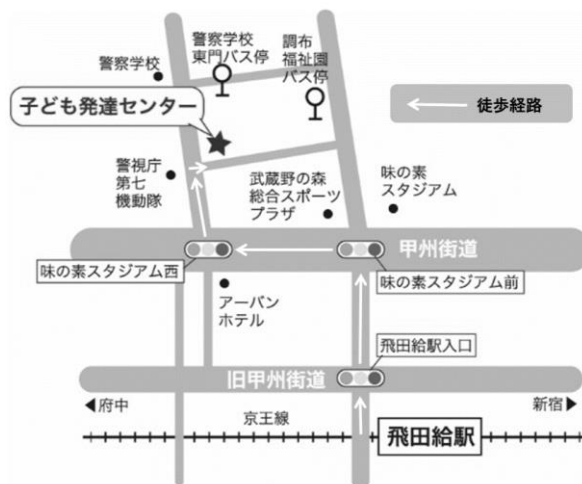 警察学校
東門バス停
調布
福祉園
バス停
警察学校
子ども発達センター
徒歩経路
警視庁
第七
機動隊
武蔵野の森
総合スポーツ
プラザ
味の素
スタジアム
甲州街道
味の素スタジアム西
味の素スタジアム前
アーバン
ホテル
飛田給駅入口
旧甲州街道
◀府中
京王線
新宿▶
飛田給駅